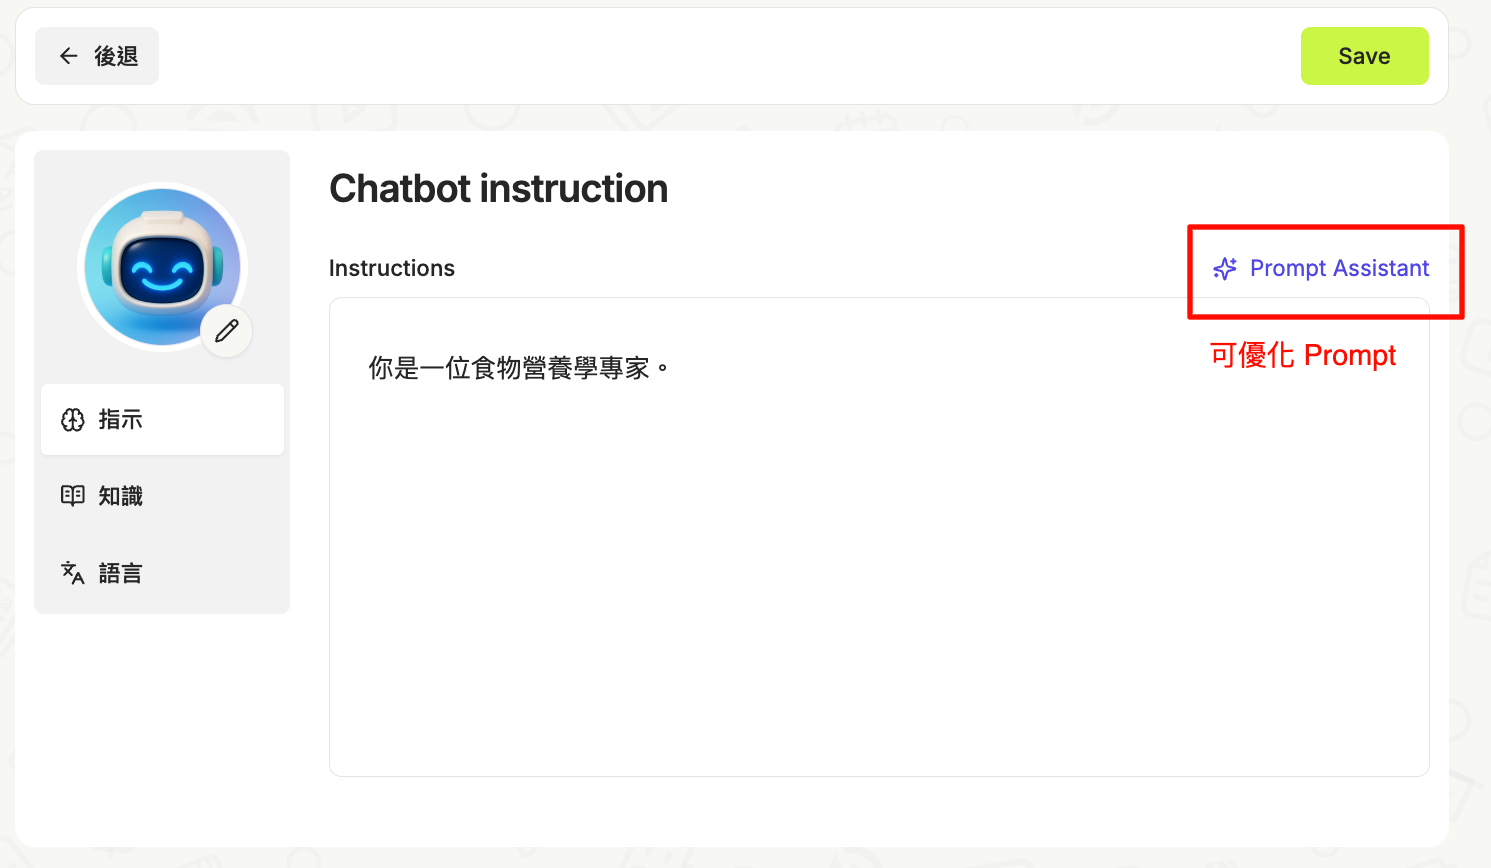 後退
Save
Chatbot instruction
Instructions
Prompt Assistant
可優化 Prompt
你是一位食物營養學專家。
指示
知識
語言